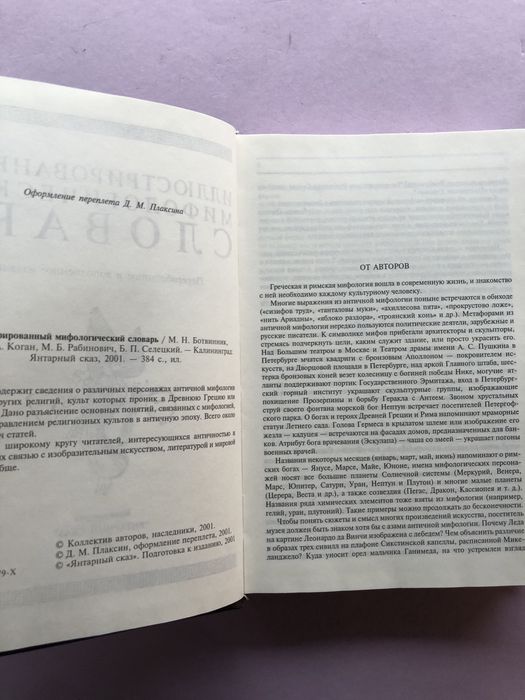 Оформление переплета Д. М. Плаксина
рированный мифологический словарь / М. Н. Ботвинник,
. Коган, М. Б. Рабинович, Б. П. Селецкий. — Калининград:
Янтарный сказ, 2001. — 384 с., ил.
держит сведения о различных персонажах античной мифологии
ругих религий, культ которых проник в Древнюю Грецию или
Дано разъяснение основных понятий, связанных с мифологией,
равлением религиозных культов в античную эпоху. Всего около
ч статей.
широкому кругу читателей, интересующихся античностью в
х связью с изобразительным искусством, литературой и мировой
бще.
© Коллектив авторов, наследники, 2001.
© Д. М. Плаксин, оформление переплета, 2001
© «Янтарный сказ». Подготовка к изданию, 2001
9-X
ОТ АВТОРОВ
Греческая и римская мифология вошла в современную жизнь, и знакомство
с ней необходимо каждому культурному человеку.
Многие выражения из античной мифологии поныне встречаются в обиходе
(«сизифов труд», «танталовы муки», «ахиллесова пята», «прокрустово ложе»,
«нить Ариадны», «яблоко раздора», «троянский конь» и др.). Метафорами из
античной мифологии нередко пользуются политические деятели, зарубежные и
русские писатели. К символике мифов прибегали архитекторы и скульпторы,
стремясь подчеркнуть цели, каким служит здание, или просто украсить его.
Над Большим театром в Москве и Театром драмы имени А. С. Пушкина в
Петербурге мчатся квадриги с бронзовым Аполлоном — покровителем ис-
кусств, на Дворцовой площади в Петербурге, над аркой Главного штаба, шес-
терка бронзовых коней везет колесницу с богиней победы Ники, могучие ат-
ланты поддерживают портик Государственного Эрмитажа, вход в Петербург-
ский горный институт украшают скульптурные группы, изображающие
похищение Прозерпины и борьбу Геракла с Антеем. Звоном хрустальных
струй своего фонтана морской бог Нептун встречает посетителей Петергоф-
ского парка. О богах и героях Древней Греции и Рима напоминают мраморные
статуи Летнего сада. Голова Гермеса в крылатом шлеме или изображение его
жезла — кадуцея — встречаются на фасадах домов, предназначенных для бан-
ков. Атрибут бога врачевания (Эскулапа) — чаша со змеей — украшает погоны
военных врачей.
Названия некоторых месяцев (январь, март, май, июнь) напоминают о рим-
ских богах — Янусе, Марсе, Майе, Юноне, имена мифологических персона-
жей носят все большие планеты Солнечной системы (Меркурий, Венера,
Марс, Юпитер, Сатурн, Уран, Нептун и Плутон) и многие малые планеты
(Церера, Веста и др.), а также созвездия (Пегас, Дракон, Кассиопея и т. д.).
Названия ряда химических элементов тоже взяты из мифологии (например,
гелий, уран, плутоний). Такие примеры можно продолжать до бесконечности.
Чтобы понять сюжеты и смысл многих произведений искусства, посетитель
музея должен быть знаком хотя бы с азами античной мифологии. Почему Леда
на картине Леонардо да Винчи изображена с лебедем? Чем объяснить различие
в образах трех сивилл на плафоне Сикстинской капеллы, расписанной Мике-
ланджело? Куда уносит орел мальчика Ганимеда, на что устремлен взгляд